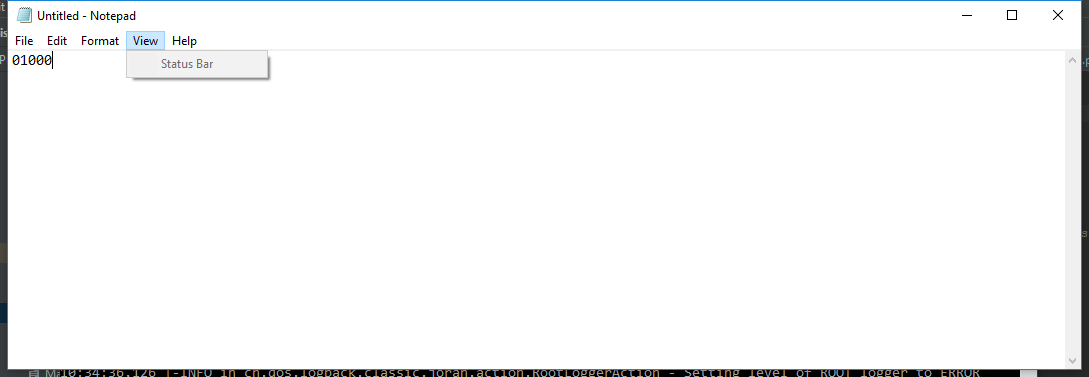 Untitled - Notepad
File Edit Format View Help
01000
Status Bar
10:34:36.126 |-INFO in ch.qos.logback.classic.joran.action.RootLoggerAction - Setting level of ROOT logger to ERROR